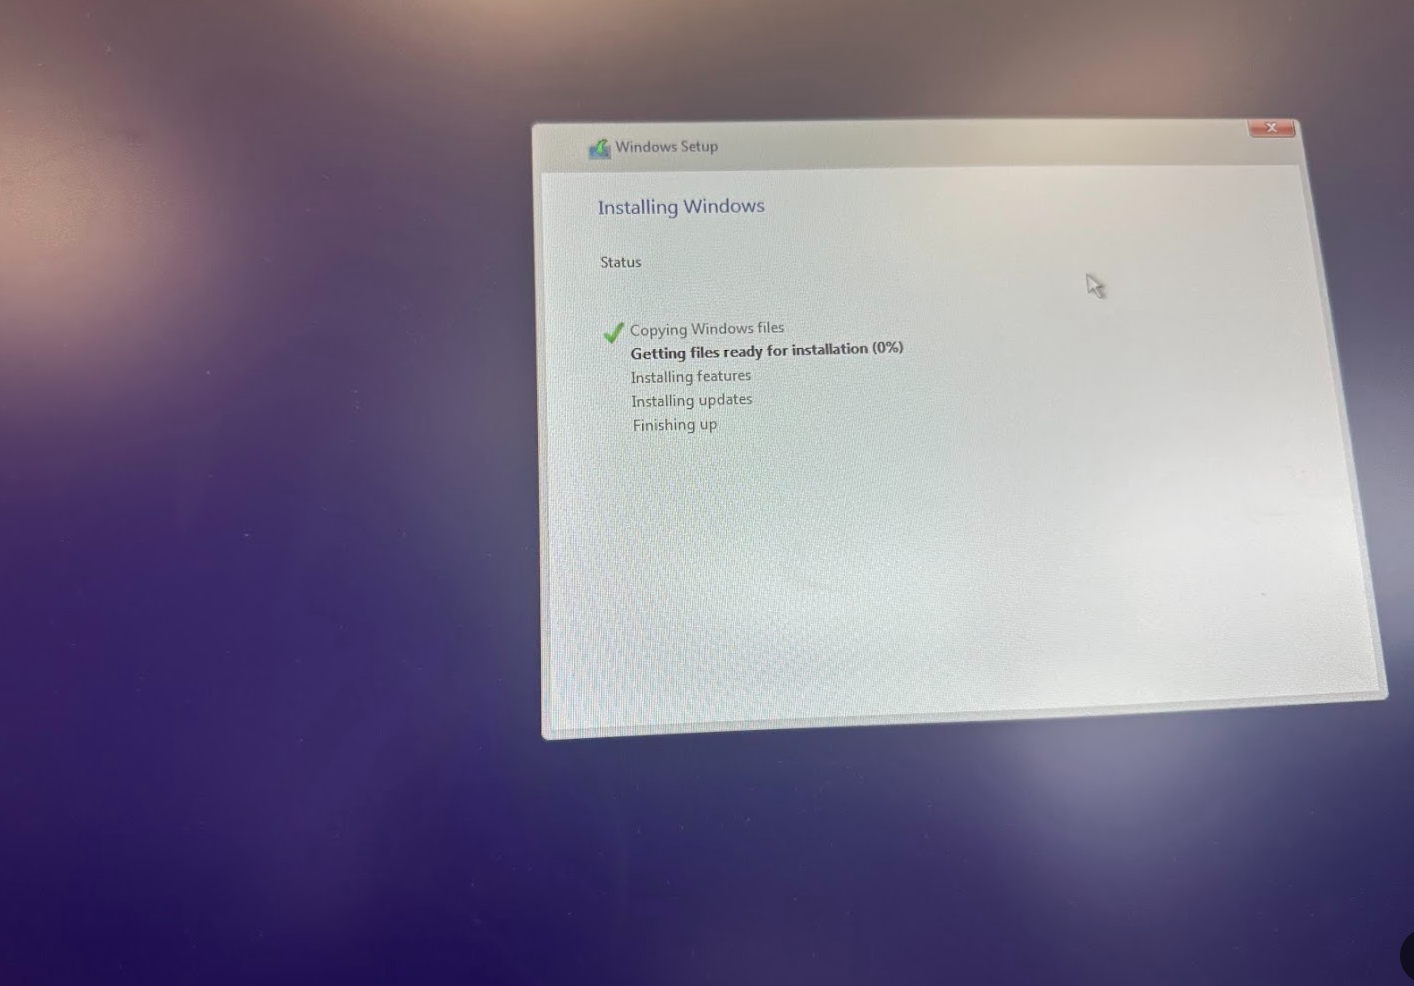 Windows Setup
Installing Windows
Status
Copying Windows files
Getting files ready for installation (0%)
Installing features
Installing updates
Finishing up